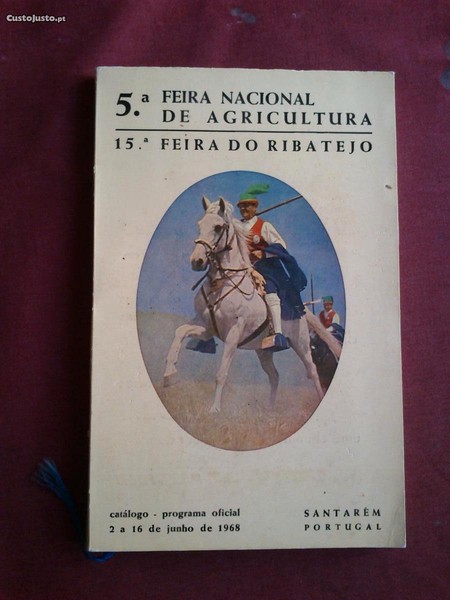 CustoJusto.pt
5.ª FEIRA NACIONAL
DE AGRICULTURA
15.ª FEIRA DO RIBATEJO
catálogo - programa oficial
2 a 16 de junho de 1968
SANTARÉM
PORTUGAL